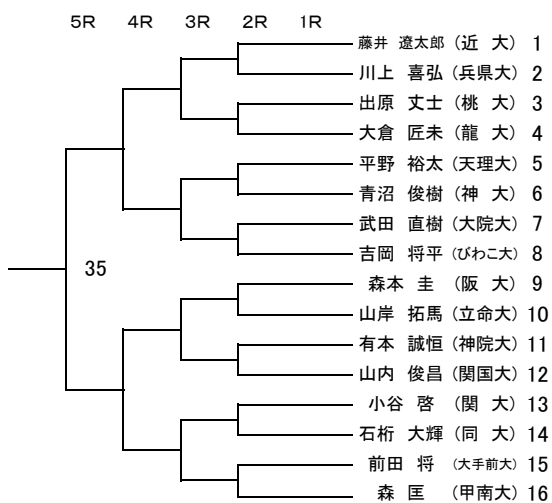 5R 4R 3R 2R 1R
藤井 遼太郎 (近 大) 1
川上 喜弘 (兵県大) 2
出原 丈士 (桃 大) 3
大倉 匠未 (龍 大) 4
平野 裕太 (天理大) 5
青沼 俊樹 (神 大) 6
武田 直樹 (大院大) 7
吉岡 将平 (びわこ大) 8
35
森本 圭 (阪 大) 9
山岸 拓馬 (立命大) 10
有本 誠恒 (神院大) 11
山内 俊昌 (関国大) 12
小谷 啓 (関 大) 13
石桁 大輝 (同 大) 14
前田 将 (大手前大) 15
森 匡 (甲南大) 16